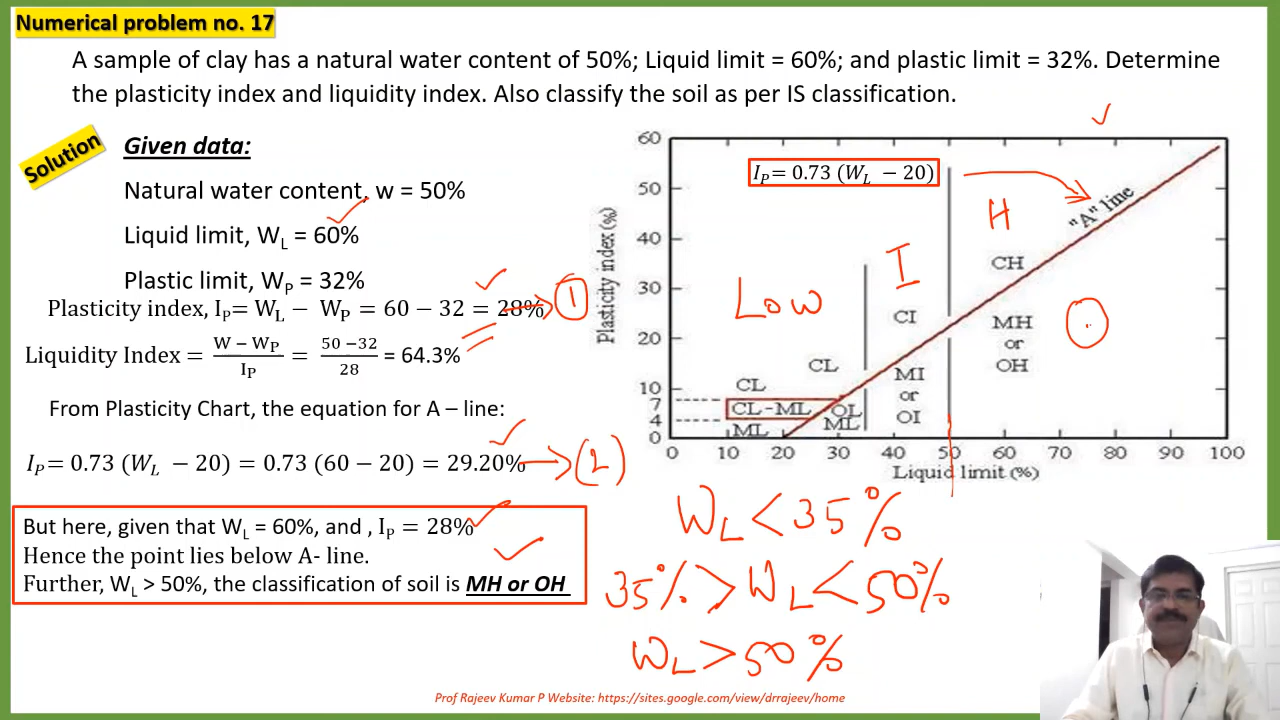 Numerical problem no. 17
A sample of clay has a natural water content of 50%; Liquid limit = 60%; and plastic limit = 32%. Determine
the plasticity index and liquidity index. Also classify the soil as per IS classification.
Solution
Given data:
Natural water content, w = 50%
Liquid limit, W_L = 60%
Plastic limit, W_P = 32%
Plasticity index, I_P= W_L − W_P = 60 − 32 = 28% → 1
Liquidity Index = (W − W_P)/I_P = (50 −32)/28 = 64.3%
From Plasticity Chart, the equation for A – line:
I_P= 0.73 (W_L − 20) = 0.73 (60 − 20) = 29.20% → (2)
But here, given that W_L = 60%, and , I_P = 28%
Hence the point lies below A- line.
Further, W_L > 50%, the classification of soil is MH or OH
Plasticity index (%)
60
50
40
30
20
10
7
4
0
I_P= 0.73 (W_L − 20)
"A" line
H
I
Low
CH
CI
MH
or
OH
CL
CL
MI
or
OI
CL-ML
OL
ML
ML
0 10 20 30 40 50 60 70 80 90 100
Liquid limit (%)
W_L < 35%
35% > W_L < 50%
W_L > 50%
Prof Rajeev Kumar P Website: https://sites.google.com/view/drrajeev/home